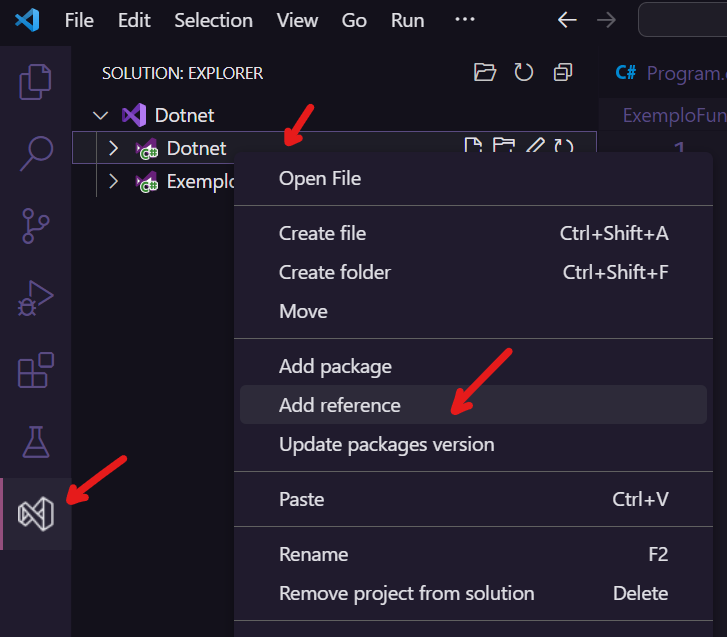 File Edit Selection View Go Run ...
SOLUTION: EXPLORER
C# Program.
Dotnet
ExemploFun
Dotnet
1
Exemplo
Open File
Create file Ctrl+Shift+A
Create folder Ctrl+Shift+F
Move
Add package
Add reference
Update packages version
Paste Ctrl+V
Rename F2
Remove project from solution Delete